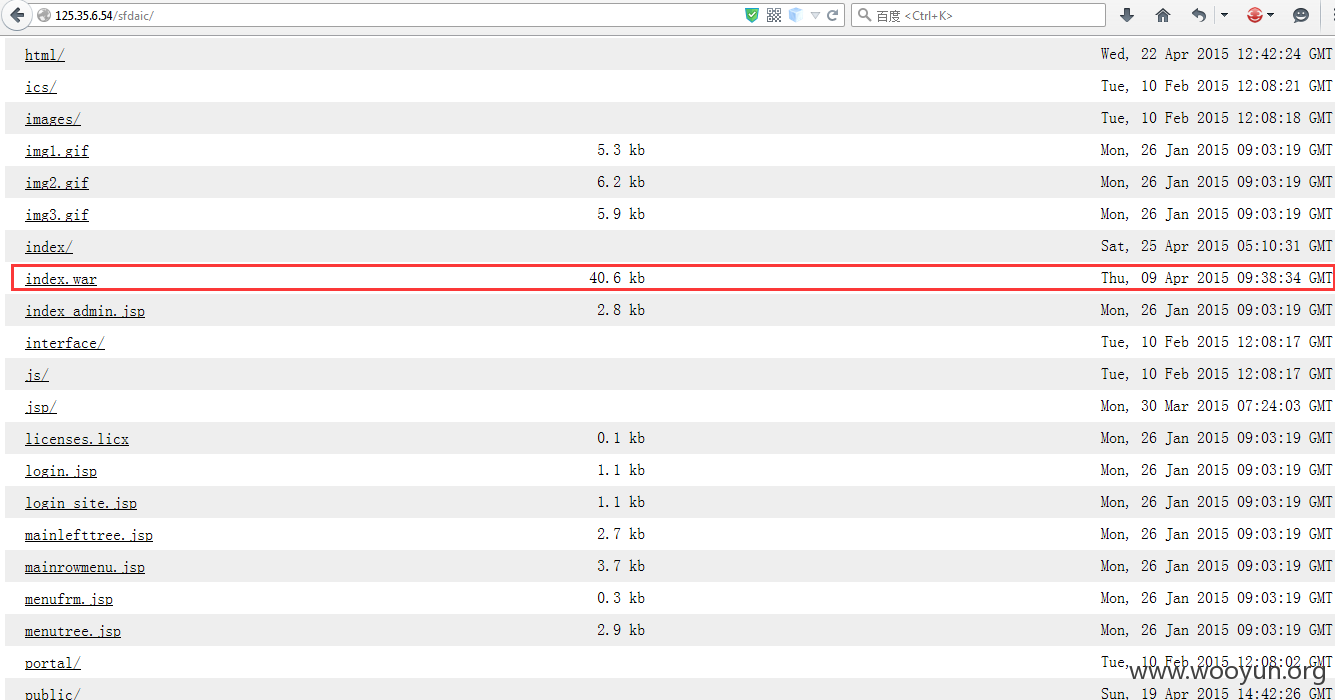 125.35.6.54/sfdaic/
百度 <Ctrl+K>
html/ Wed, 22 Apr 2015 12:42:24 GMT
ics/ Tue, 10 Feb 2015 12:08:21 GMT
images/ Tue, 10 Feb 2015 12:08:18 GMT
img1.gif 5.3 kb Mon, 26 Jan 2015 09:03:19 GMT
img2.gif 6.2 kb Mon, 26 Jan 2015 09:03:19 GMT
img3.gif 5.9 kb Mon, 26 Jan 2015 09:03:19 GMT
index/ Sat, 25 Apr 2015 05:10:31 GMT
index.war 40.6 kb Thu, 09 Apr 2015 09:38:34 GMT
index_admin.jsp 2.8 kb Mon, 26 Jan 2015 09:03:19 GMT
interface/ Tue, 10 Feb 2015 12:08:17 GMT
js/ Tue, 10 Feb 2015 12:08:17 GMT
jsp/ Mon, 30 Mar 2015 07:24:03 GMT
licenses.licx 0.1 kb Mon, 26 Jan 2015 09:03:19 GMT
login.jsp 1.1 kb Mon, 26 Jan 2015 09:03:19 GMT
login_site.jsp 1.1 kb Mon, 26 Jan 2015 09:03:19 GMT
mainlefttree.jsp 2.7 kb Mon, 26 Jan 2015 09:03:19 GMT
mainrowmenu.jsp 3.7 kb Mon, 26 Jan 2015 09:03:19 GMT
menufrm.jsp 0.3 kb Mon, 26 Jan 2015 09:03:19 GMT
menutree.jsp 2.9 kb Mon, 26 Jan 2015 09:03:19 GMT
portal/ Tue, 10 Feb 2015 12:08:02 GMT
www.wooyun.org
public/ Sun, 19 Apr 2015 14:42:26 GMT